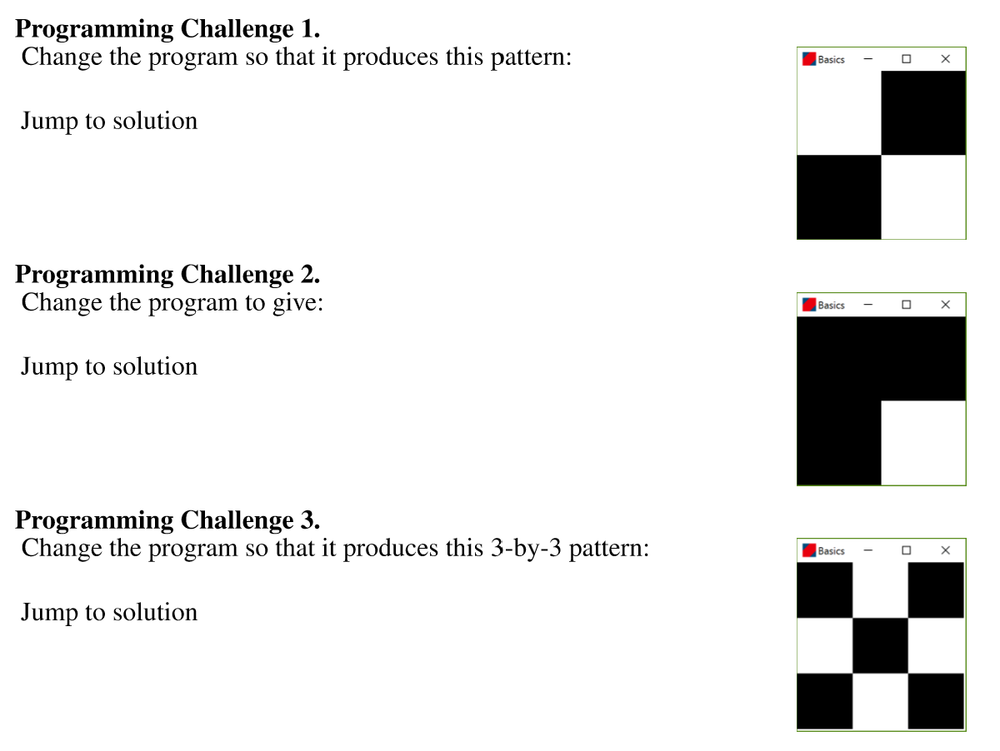 Programming Challenge 1.
Change the program so that it produces this pattern:
Basics
Jump to solution
Programming Challenge 2.
Change the program to give:
Basics
Jump to solution
Programming Challenge 3.
Change the program so that it produces this 3-by-3 pattern:
Basics
Jump to solution